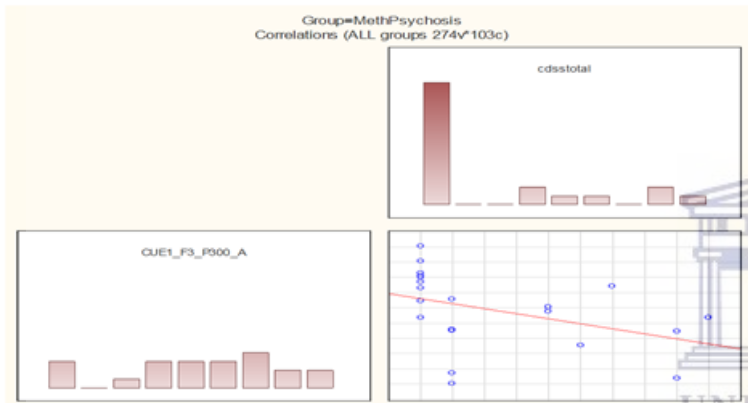 Group=MethPsychosis
Correlations (ALL groups 274v*103c)
cdsstotal
CUE1_F3_P300_A